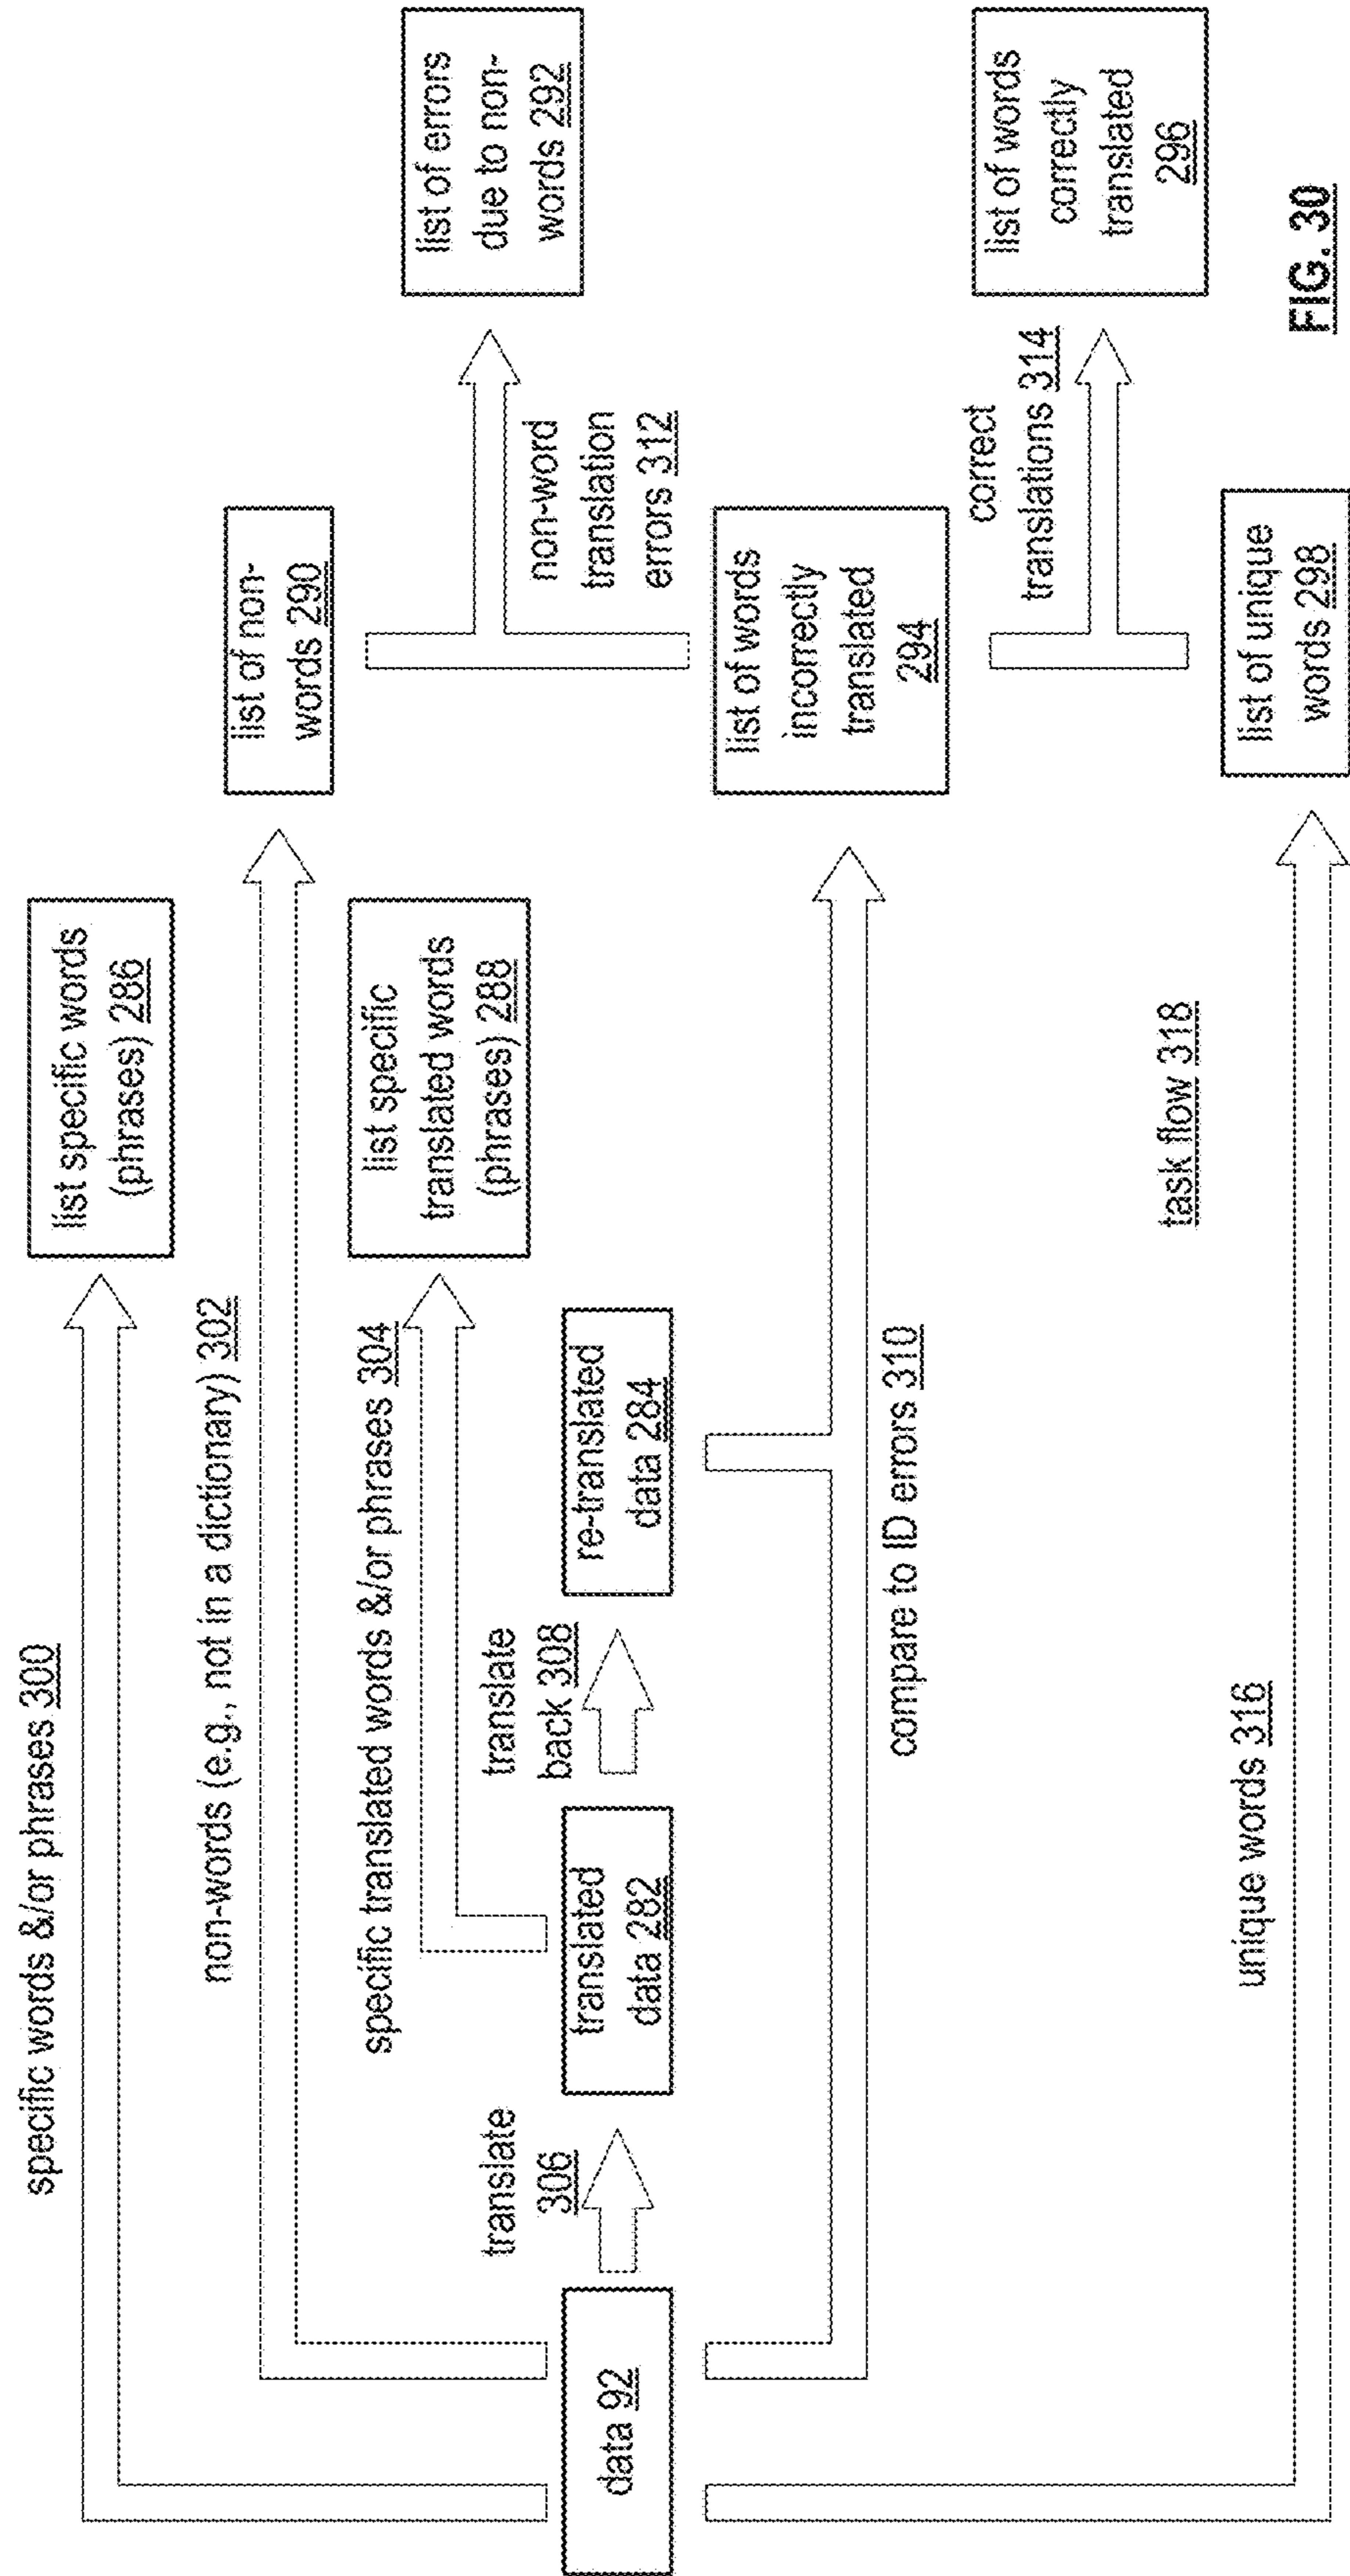 specific words &/or phrases 300
list specific words
(phrases) 286
non-words (e.g., not in a dictionary) 302
list of non-
words 290
list of errors
due to non-
words 292
specific translated words &/or phrases 304
list specific
translated words
(phrases) 288
non-word
translation
errors 312
data 92
translate
306
translated
data 282
translate
back 308
re-translated
data 284
compare to ID errors 310
list of words
incorrectly
translated
294
correct
translations 314
list of words
correctly
translated
296
unique words 316
task flow 318
list of unique
words 298
FIG. 30